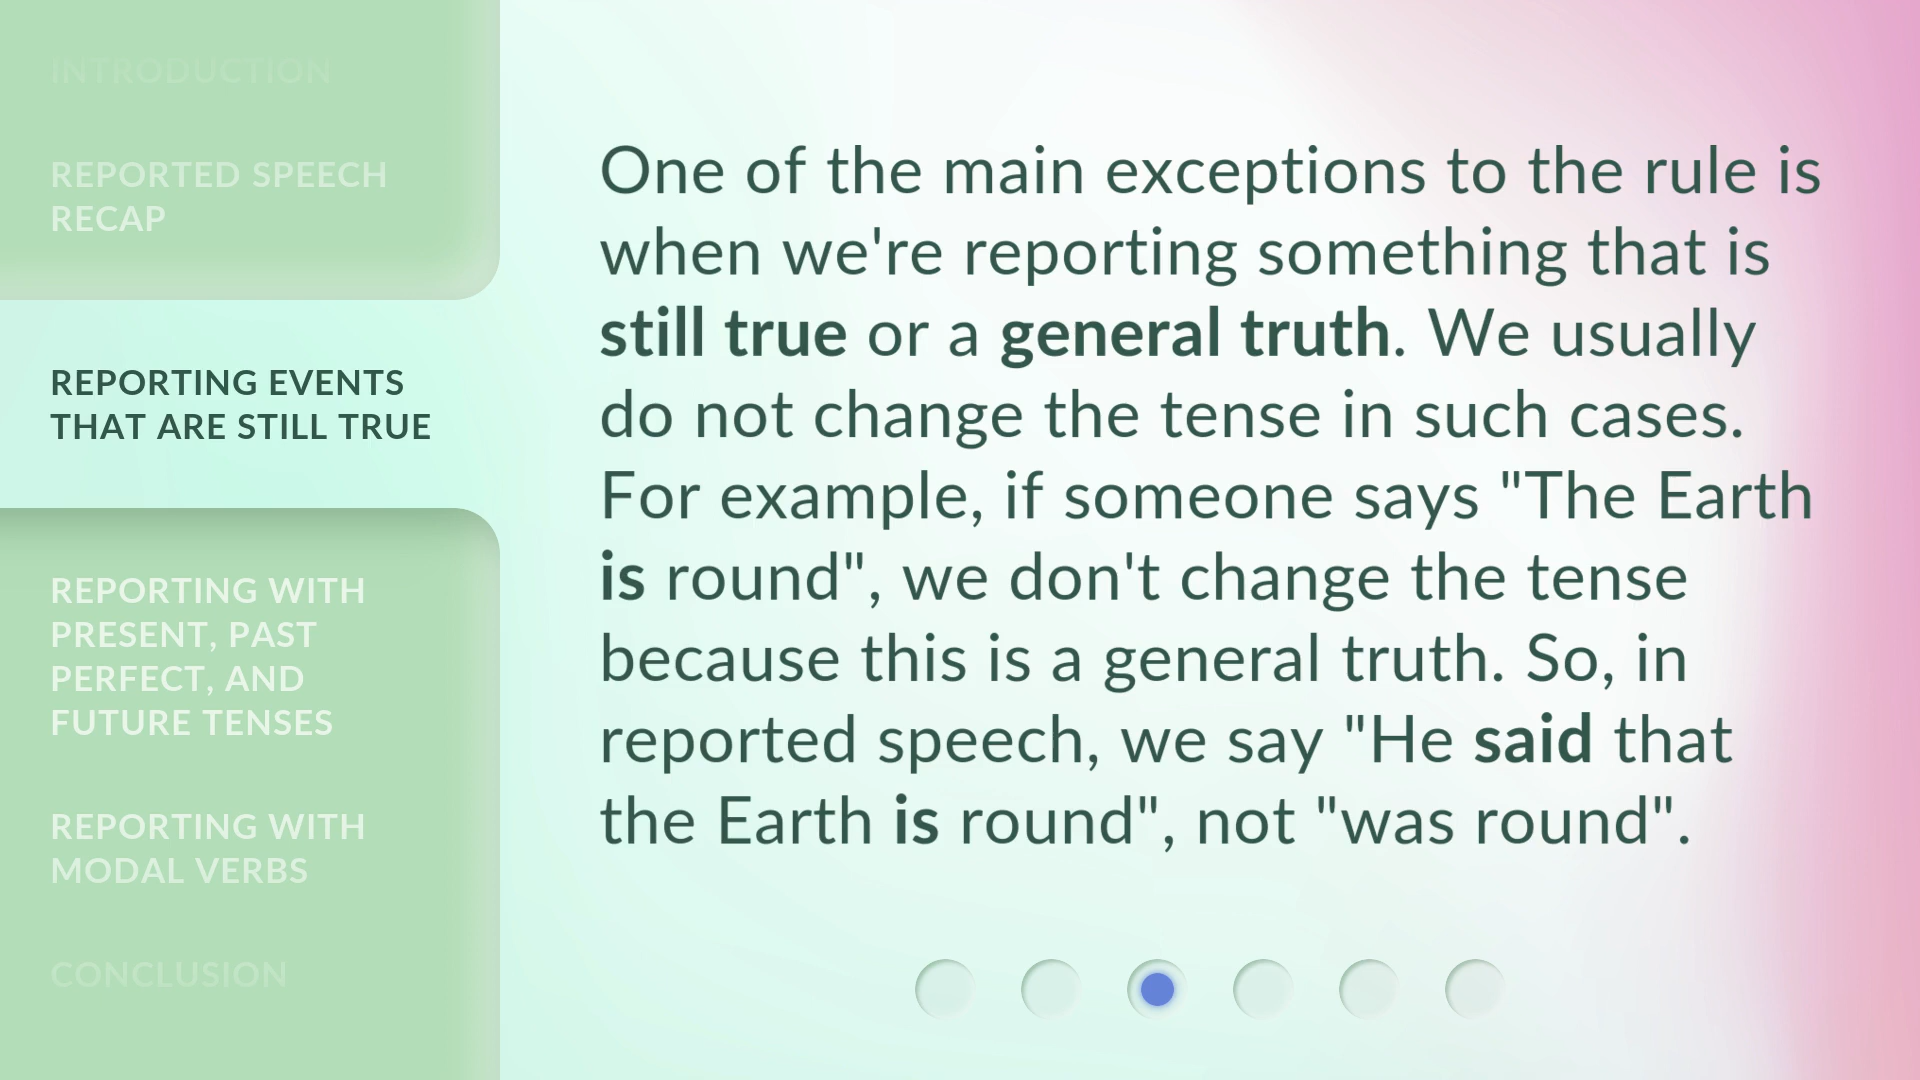 INTRODUCTION
REPORTED SPEECH
RECAP
REPORTING EVENTS
THAT ARE STILL TRUE
REPORTING WITH
PRESENT, PAST
PERFECT, AND
FUTURE TENSES
REPORTING WITH
MODAL VERBS
CONCLUSION
One of the main exceptions to the rule is
when we're reporting something that is
still true or a general truth. We usually
do not change the tense in such cases.
For example, if someone says "The Earth
is round", we don't change the tense
because this is a general truth. So, in
reported speech, we say "He said that
the Earth is round", not "was round".